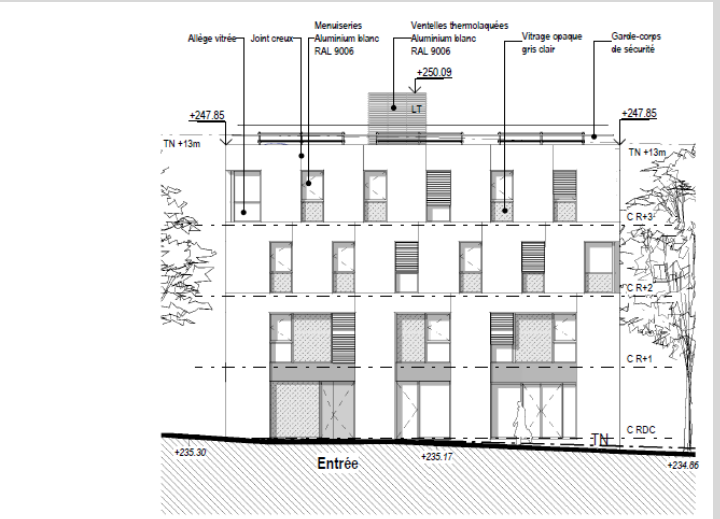 Menuiseries
Aluminium blanc
RAL 9006
Ventelles thermolaquées
Aluminium blanc
RAL 9006
Allège vitrée
Joint creux
Vitrage opaque
gris clair
Garde-corps
de sécurité
+250.09
LT
+247.85
+247.85
TN +13m
TN +13m
C R+3
C R+2
C R+1
C RDC
TN
+235.30
Entrée
+235.17
+234.86